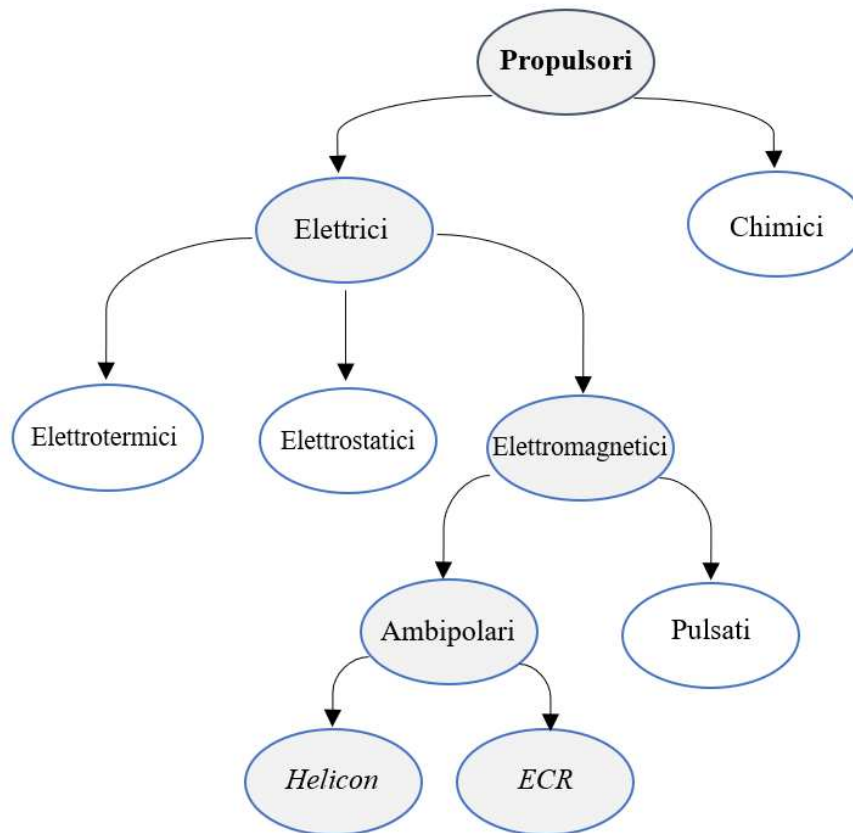 Propulsori
Elettrici
Chimici
Elettrotermici
Elettrostatici
Elettromagnetici
Ambipolari
Pulsati
Helicon
ECR